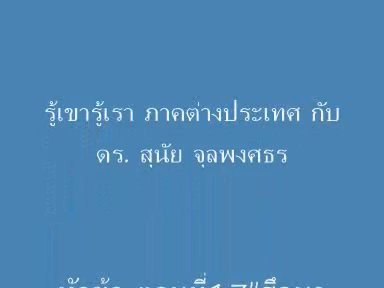 รู้เขารู้เรา ภาคต่างประเทศ กับ
ดร. สุนัย จุลพงศธร